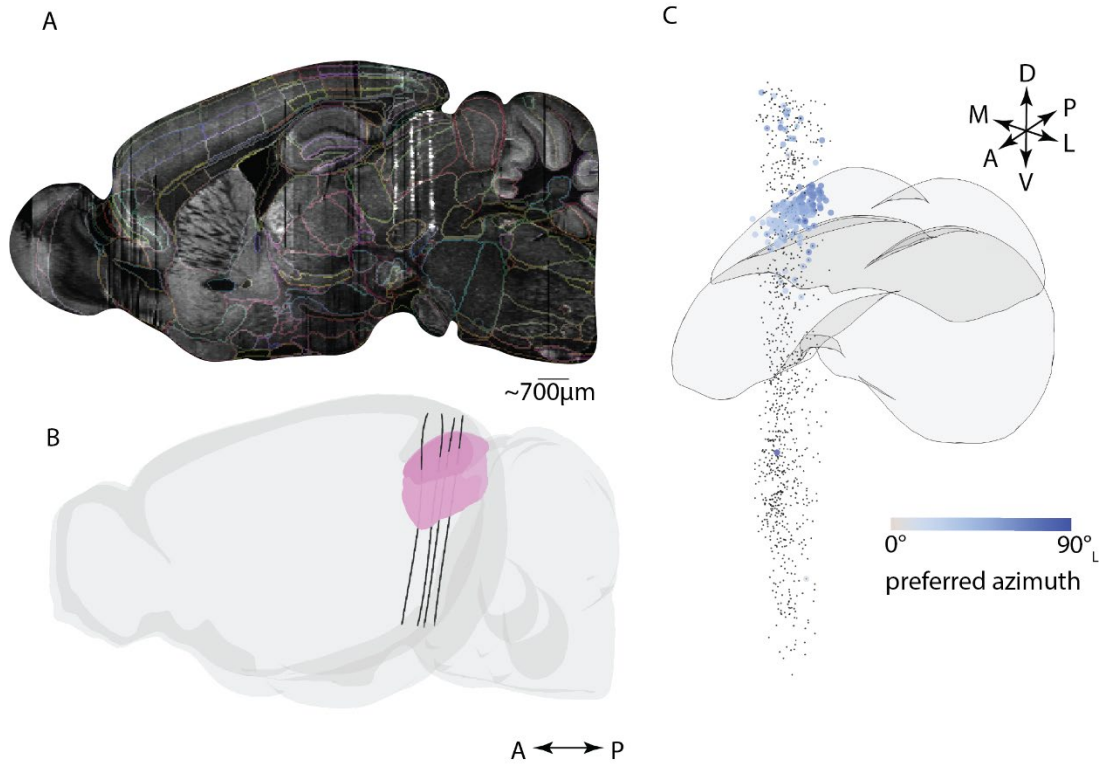 A
~700µm
B
A P
C
D
M P
A L
V
0° 90°L
preferred azimuth